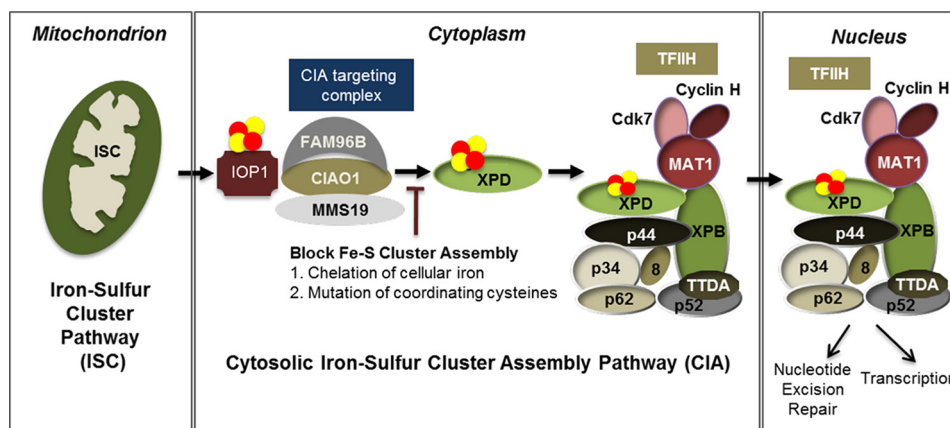 Mitochondrion
ISC
Iron-Sulfur
Cluster
Pathway
(ISC)
Cytoplasm
CIA targeting
complex
IOP1
FAM96B
CIAO1
MMS19
XPD
Block Fe-S Cluster Assembly
1. Chelation of cellular iron
2. Mutation of coordinating cysteines
TFIIH
Cyclin H
Cdk7
MAT1
XPD
XPB
p44
p34
8
TTDA
p62
p52
Cytosolic Iron-Sulfur Cluster Assembly Pathway (CIA)
Nucleus
TFIIH
Cyclin H
Cdk7
MAT1
XPD
XPB
p44
p34
8
TTDA
p62
p52
Nucleotide
Excision
Repair
Transcription